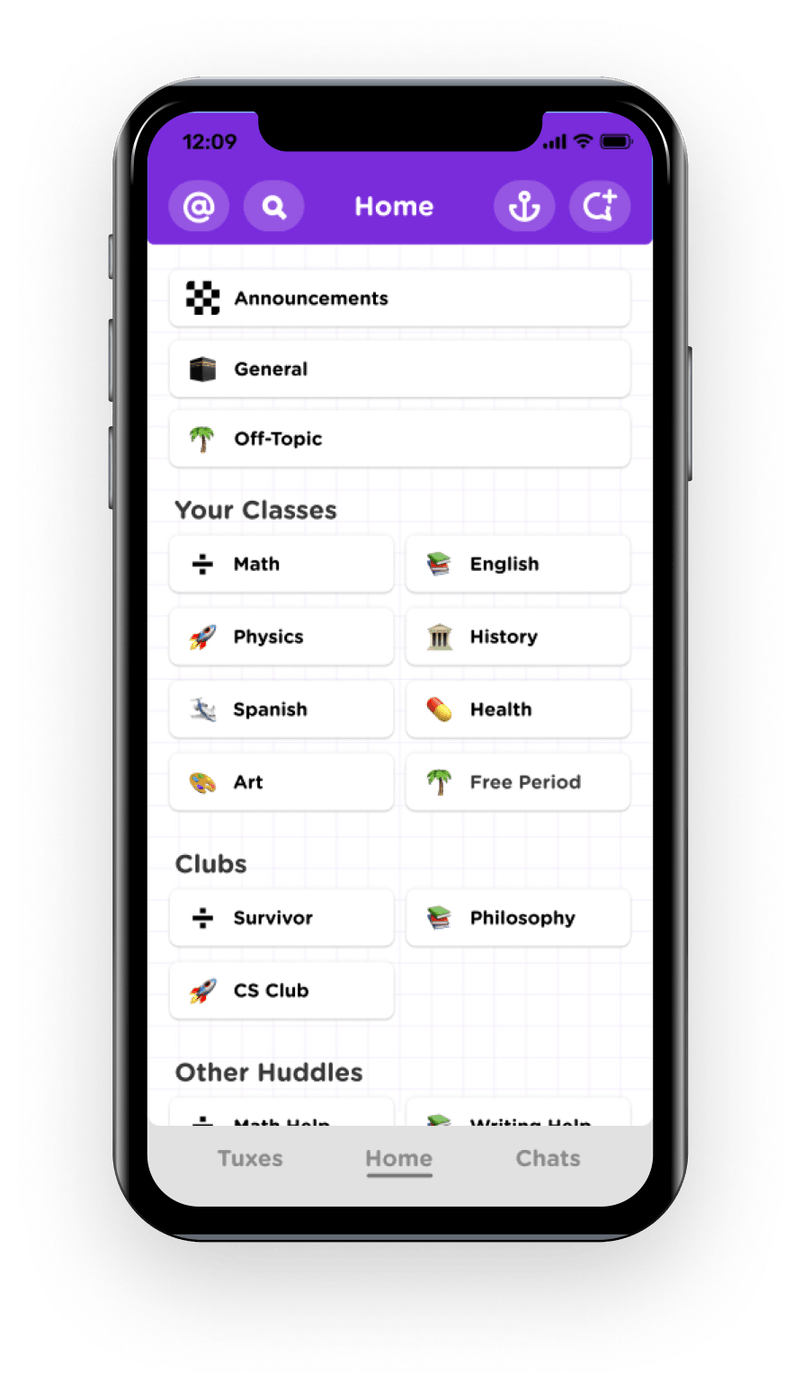 12:09
@ Home
Announcements
General
Off-Topic
Your Classes
Math English
Physics History
Spanish Health
Art Free Period
Clubs
Survivor Philosophy
CS Club
Other Huddles
Math Help Writing Help
Tuxes Home Chats